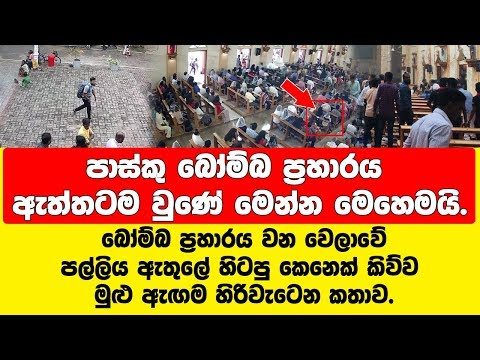 පාස්කු බෝම්බ ප්‍රහාරය
ඇත්තටම වුණේ මෙන්න මෙහෙමයි.
බෝම්බ ප්‍රහාරය වන වෙලාවේ
පල්ලිය ඇතුලේ හිටපු කෙනෙක් කිව්ව
මුළු ඇඟම හිරිවැටෙන කතාව.